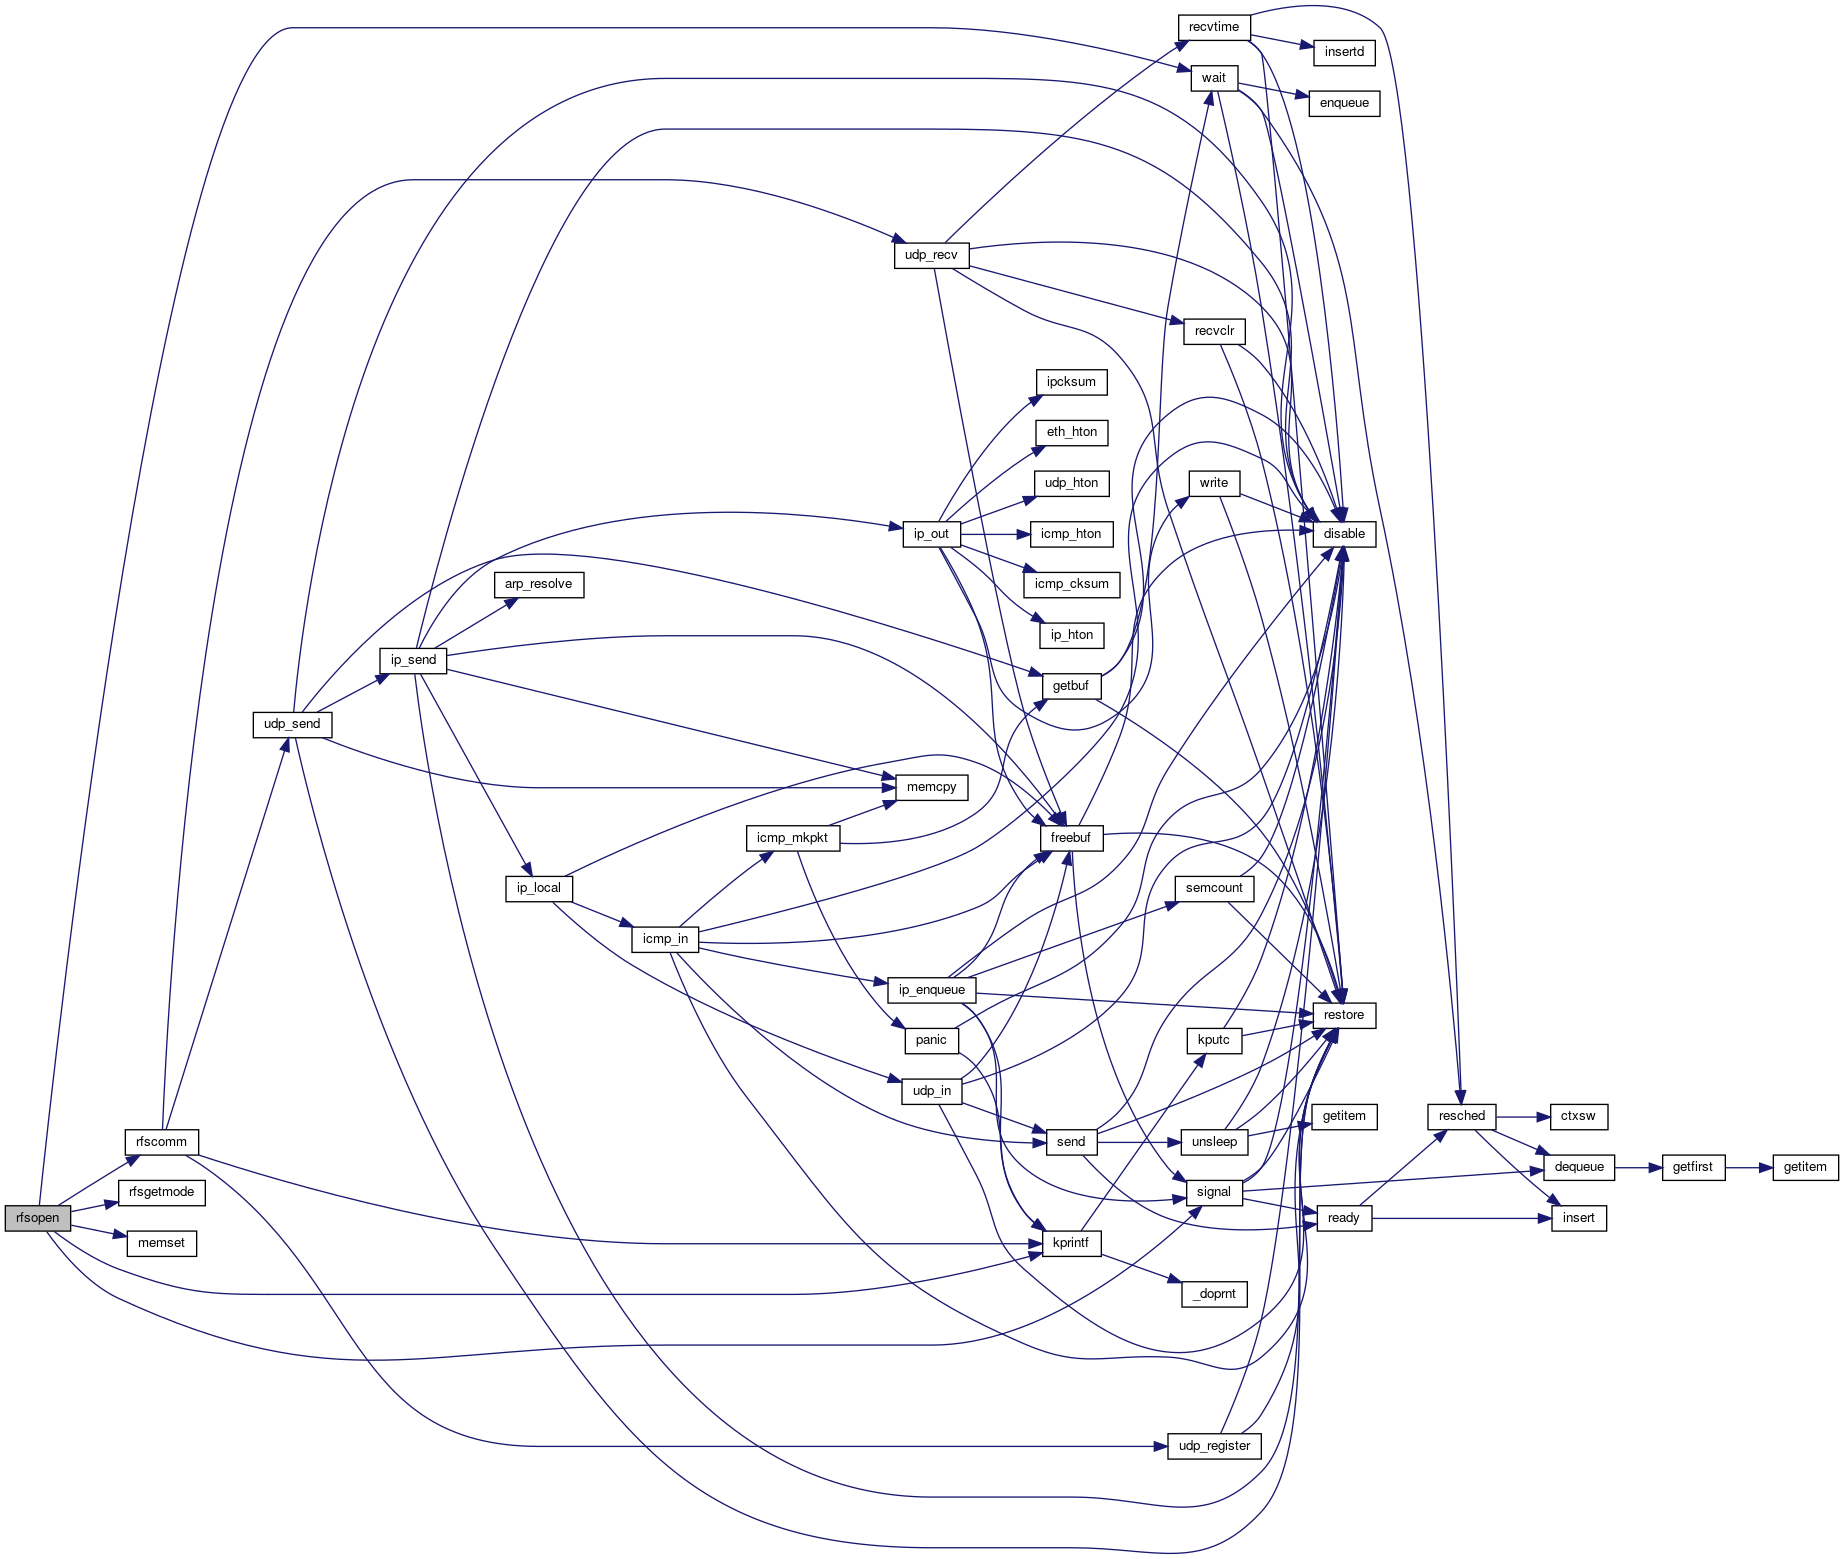 recvtime
insertd
wait
enqueue
udp_recv
recvclr
ipcksum
eth_hton
udp_hton
write
ip_out
icmp_hton
disable
arp_resolve
icmp_cksum
ip_hton
ip_send
getbuf
udp_send
memcpy
icmp_mkpkt
freebuf
ip_local
semcount
icmp_in
ip_enqueue
restore
panic
kputc
udp_in
getitem
resched
ctxsw
rfscomm
send
unsleep
dequeue
getfirst
getitem
rfsgetmode
signal
rfsopen
ready
insert
memset
kprintf
_doprnt
udp_register